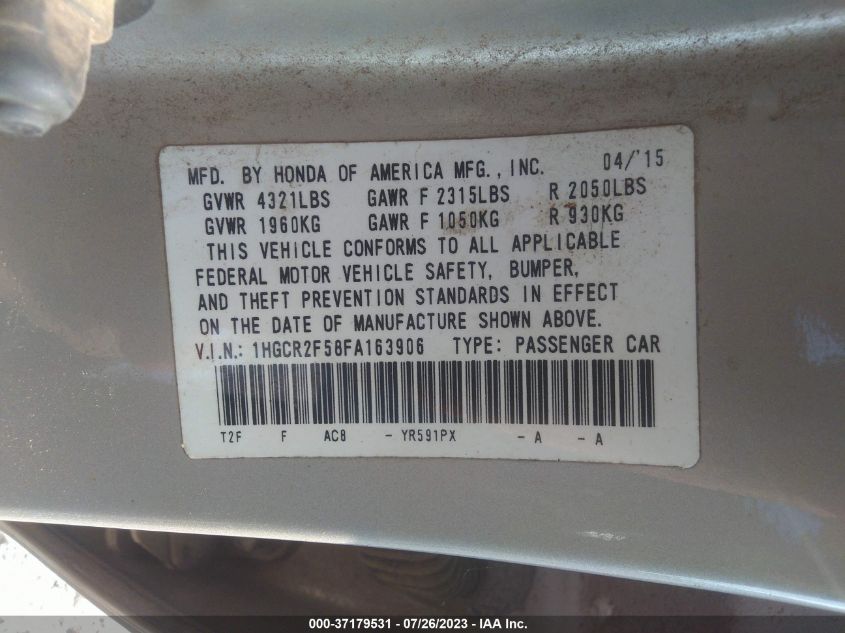 MFD. BY HONDA OF AMERICA MFG., INC. 04/'15
GVWR 4321LBS GAWR F 2315LBS R 2050LBS
GVWR 1960KG GAWR F 1050KG R 930KG
THIS VEHICLE CONFORMS TO ALL APPLICABLE
FEDERAL MOTOR VEHICLE SAFETY, BUMPER,
AND THEFT PREVENTION STANDARDS IN EFFECT
ON THE DATE OF MANUFACTURE SHOWN ABOVE.
V.I.N.: 1HGCR2F58FA163906 TYPE: PASSENGER CAR
T2F F AC8 - YR591PX - A - A
000-37179531 - 07/26/2023 - IAA Inc.